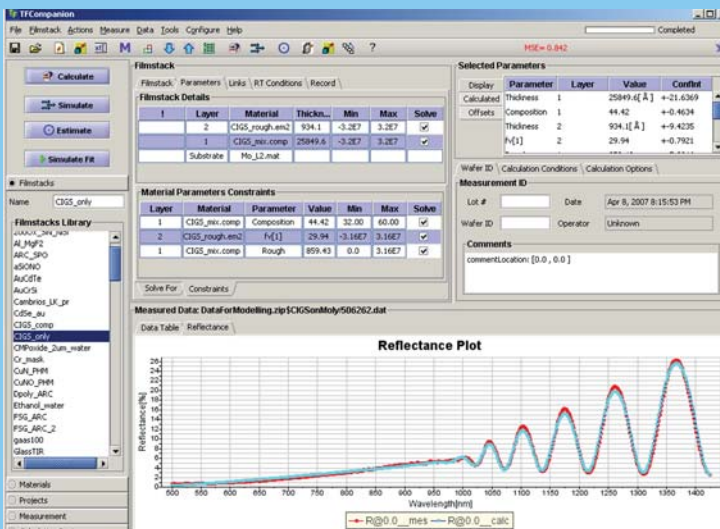 TFCompanion
File Filmstack Actions Measure Data Tools Configure Help
Completed
MSE= 0.842
Calculate
Simulate
Estimate
Simulate Fit
Filmstacks
Name CIGS_only
Filmstacks Library
Al_MgF2
ARC_SPO
aSiONO
AuCdTe
AuCrSi
Cambrios_LK_pr
CdSe_au
CIGS_comp
CIGS_only
CMPoxide_2um_water
Cr_mask
CuN_PHM
CuNO_PHM
Dpoly_ARC
Ethanol_water
FSG_ARC
FSG_ARC_2
gaas100
GlassTIR
Materials
Projects
Measurement
Filmstack
Filmstack Parameters Links RT Conditions Record
Filmstack Details
! Layer Material Thickn... Min Max Solve
2 CIGS_rough.em2 934.1 -3.2E7 3.2E7
1 CIGS_mix.comp 25849.6 -3.2E7 3.2E7
Substrate Mo_L2.mat
Material Parameters Constraints
Layer Material Parameter Value Min Max Solve
1 CIGS_mix.comp Composition 44.42 32.00 60.00
2 CIGS_rough.em2 fv[1] 29.94 -3.16E7 3.16E7
1 CIGS_mix.comp Rough 859.43 0.0 3.16E7
Solve For Constraints
Selected Parameters
Display
Calculated
Offsets
Parameter Layer Value ConfInt
Thickness 1 25849.6[Å] +-21.6369
Composition 1 44.42 +-0.4634
Thickness 2 934.1[Å] +-9.4235
fv[1] 2 29.94 +-0.7921
Wafer ID Calculation Conditions Calculation Options
Measurement ID
Lot # Date Apr 8, 2007 8:15:53 PM
Wafer ID Operator Unknown
Comments
commentLocation: [0.0 , 0.0 ]
Measured Data: DataForModelling.zip$CIGSonMoly/506262.dat
Data Table Reflectance
Reflectance Plot
Reflectance[%]
26
24
22
20
18
16
14
12
10
8
6
4
2
0
500 550 600 650 700 750 800 850 900 950 1000 1050 1100 1150 1200 1250 1300 1350 1400
Wavelength[nm]
R@0.0__mes R@0.0__calc